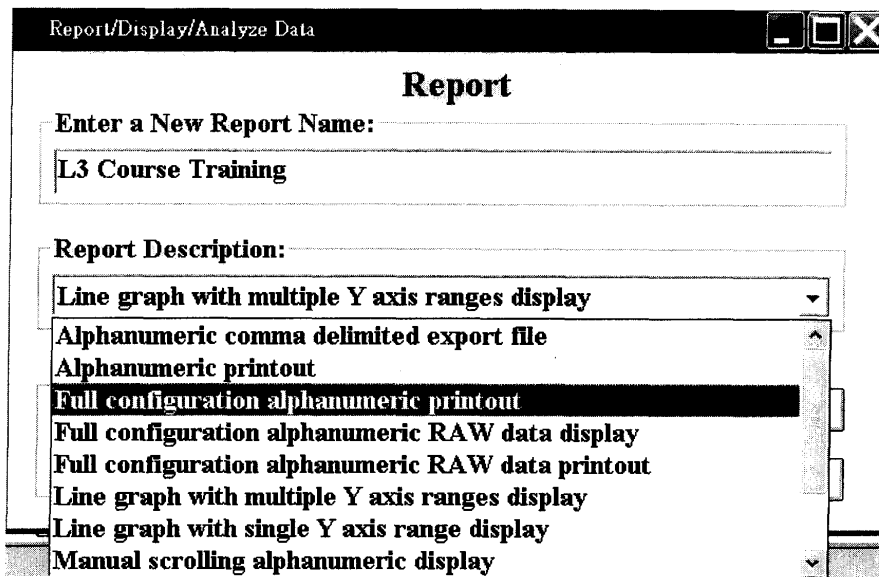 Report/Display/Analyze Data
Report
Enter a New Report Name:
L3 Course Training
Report Description:
Line graph with multiple Y axis ranges display
Alphanumeric comma delimited export file
Alphanumeric printout
Full configuration alphanumeric printout
Full configuration alphanumeric RAW data display
Full configuration alphanumeric RAW data printout
Line graph with multiple Y axis ranges display
Line graph with single Y axis range display
Manual scrolling alphanumeric display